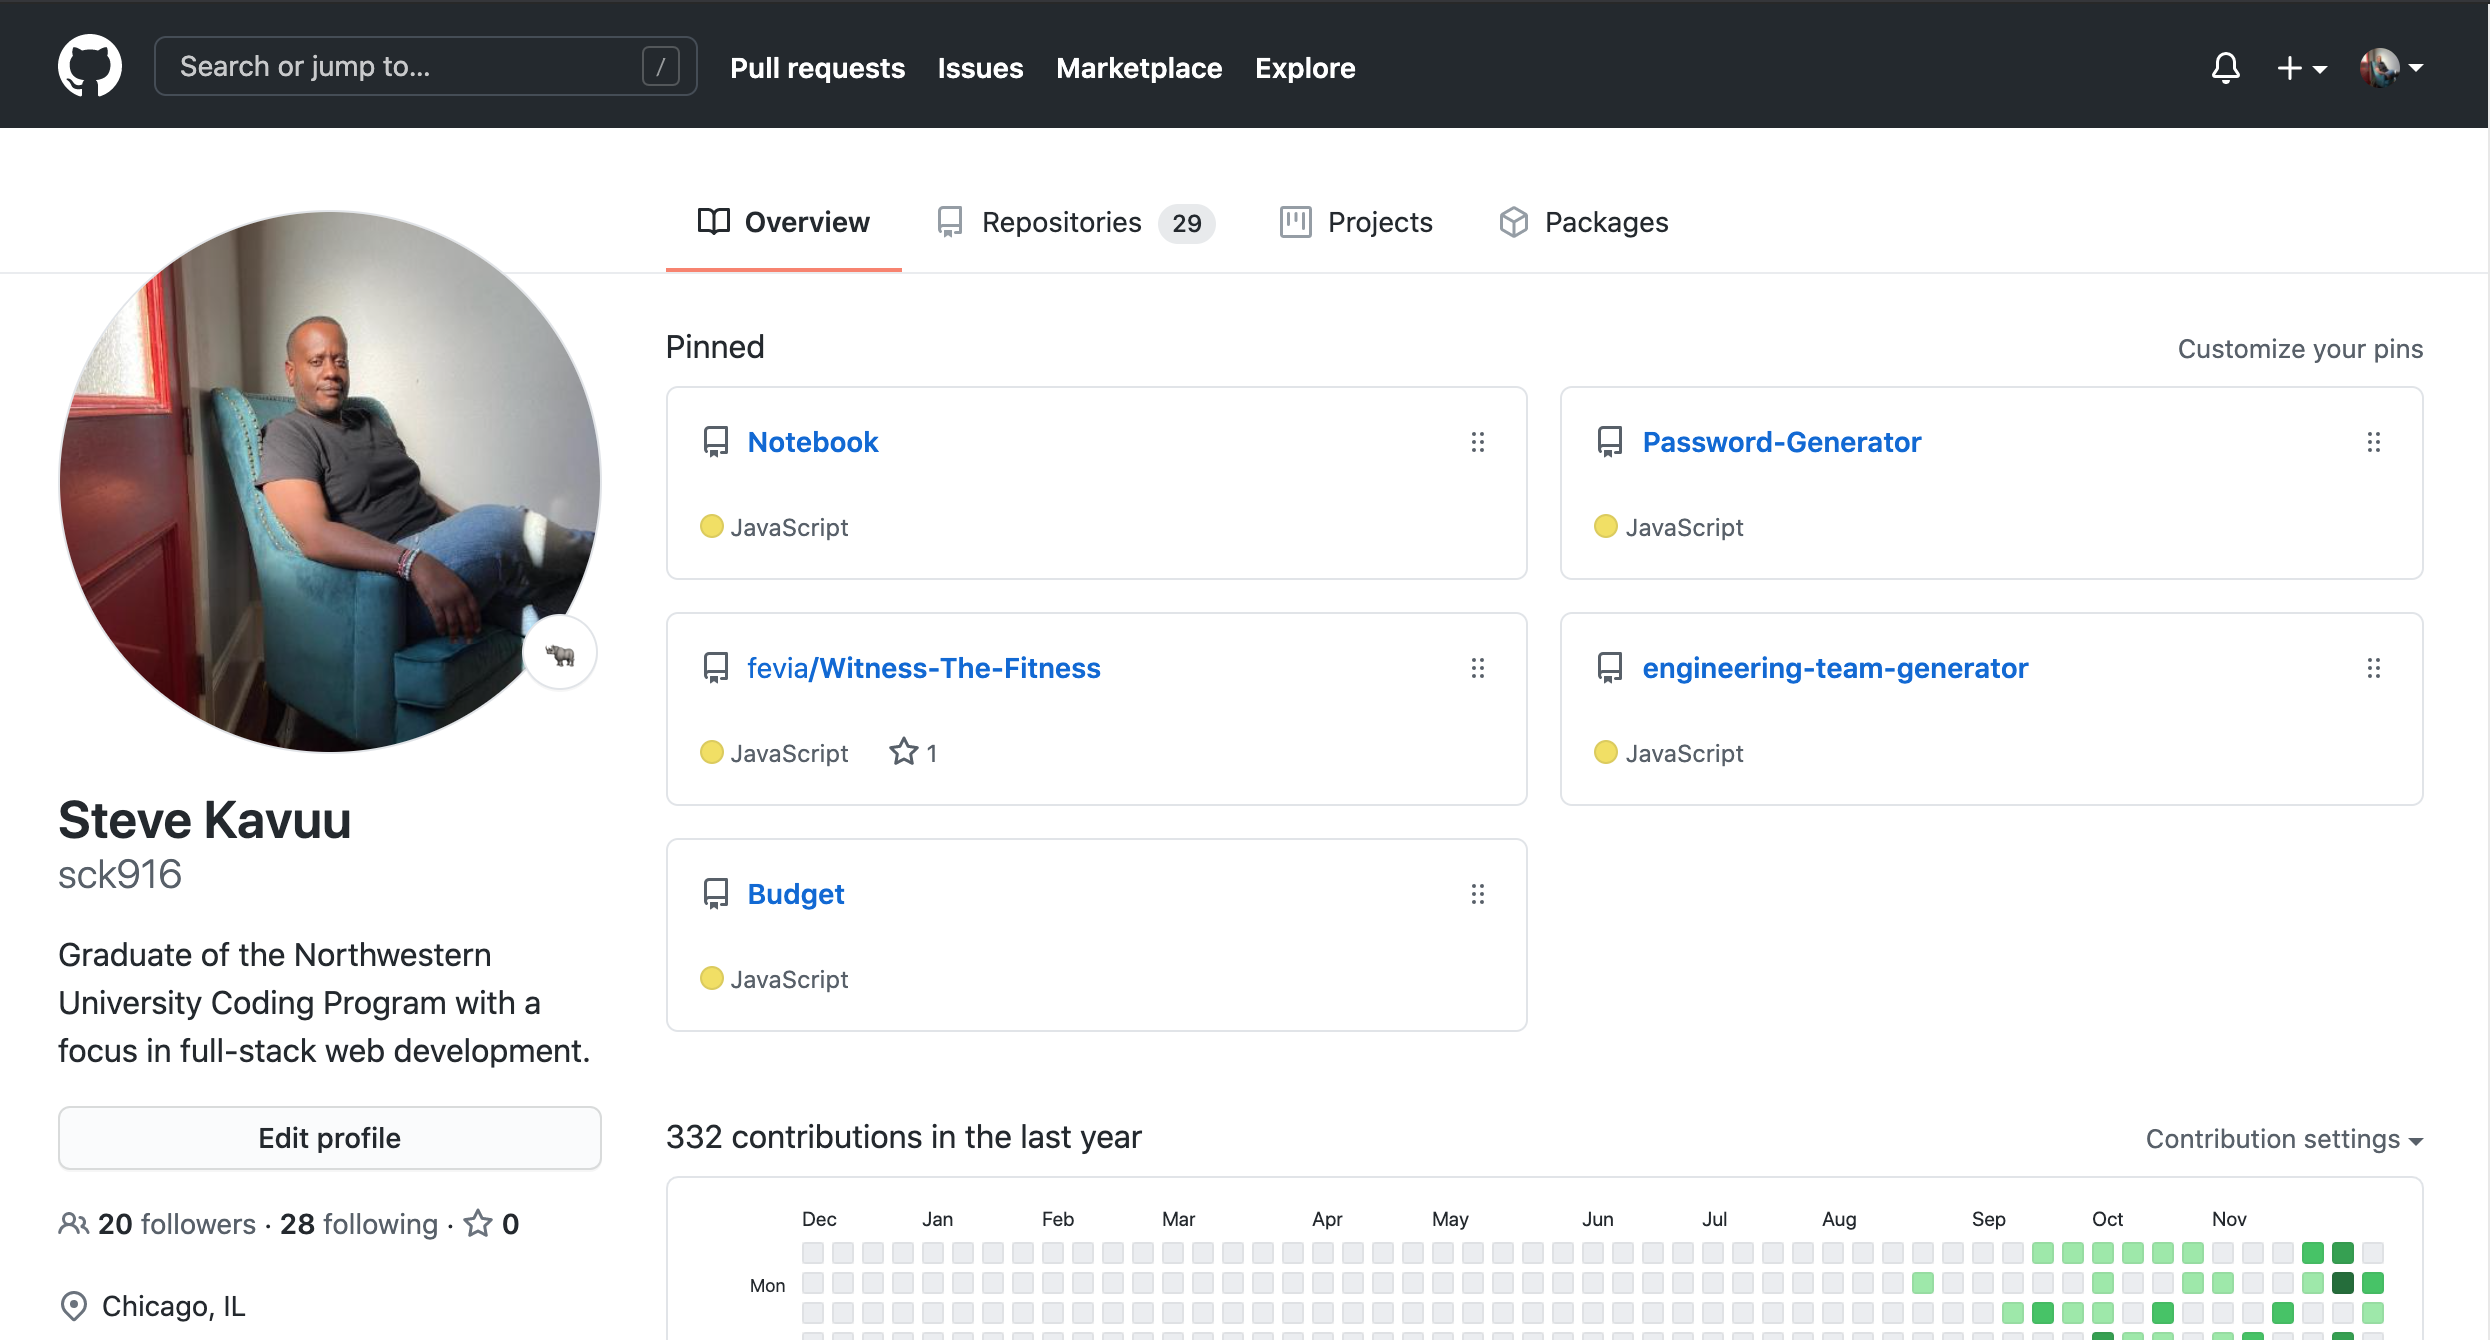 Search or jump to...
/
Pull requests
Issues
Marketplace
Explore
Overview
Repositories 29
Projects
Packages
Steve Kavuu
sck916
Graduate of the Northwestern
University Coding Program with a
focus in full-stack web development.
Edit profile
20 followers · 28 following · 0
Chicago, IL
Pinned
Customize your pins
Notebook
JavaScript
Password-Generator
JavaScript
fevia/Witness-The-Fitness
JavaScript 1
engineering-team-generator
JavaScript
Budget
JavaScript
332 contributions in the last year
Contribution settings
Dec Jan Feb Mar Apr May Jun Jul Aug Sep Oct Nov
Mon